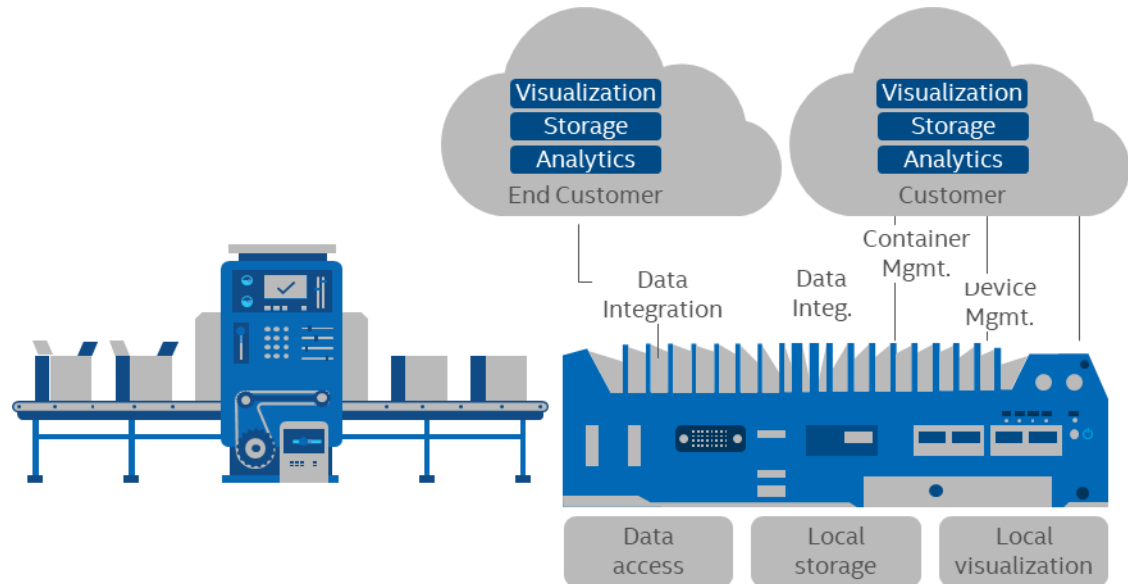 Visualization
Storage
Analytics
End Customer
Visualization
Storage
Analytics
Customer
Data
Integration
Data
Integ.
Container
Mgmt.
Device
Mgmt.
Data
access
Local
storage
Local
visualization